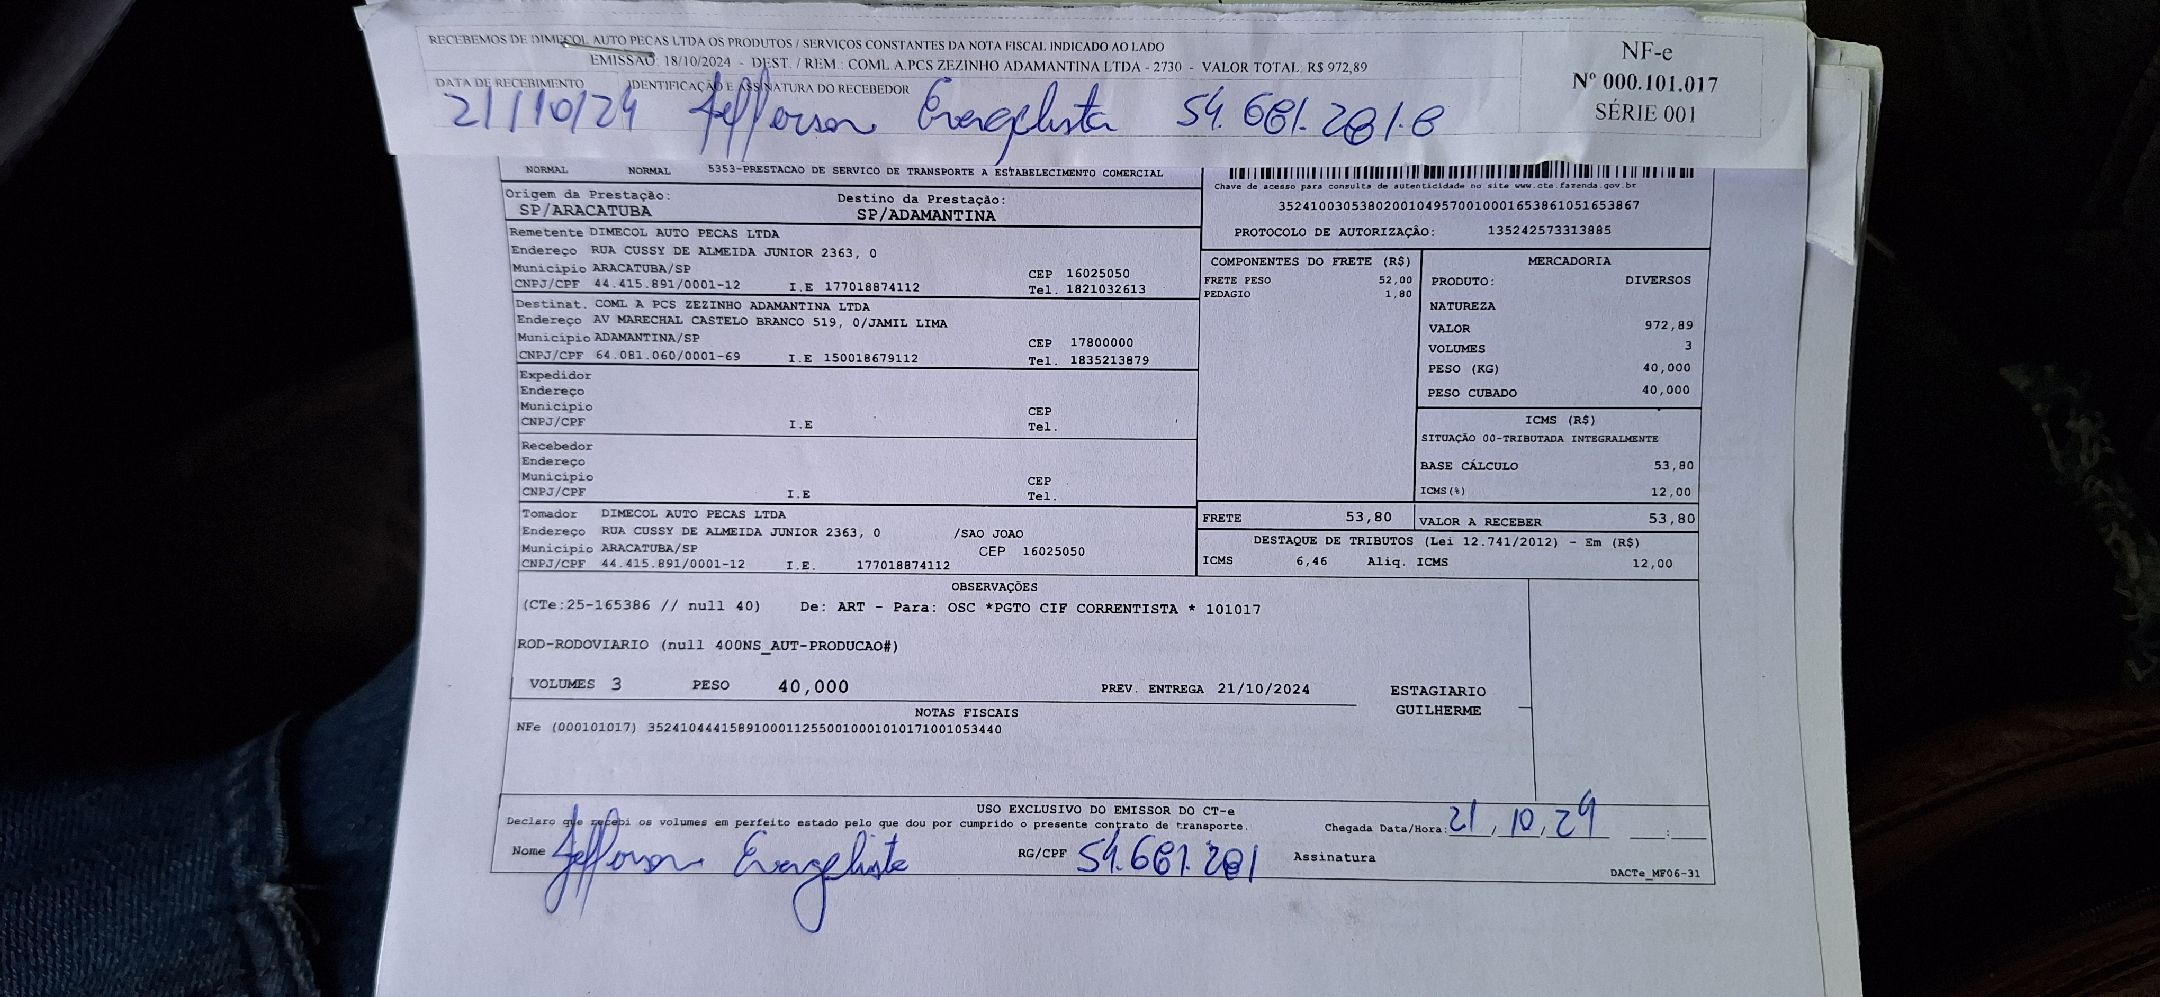 RECEBEMOS DE DIMECOL AUTO PECAS LTDA OS PRODUTOS / SERVIÇOS CONSTANTES DA NOTA FISCAL INDICADO AO LADO
EMISSÃO: 18/10/2024 - DEST. / REM.: COML A.PCS ZEZINHO ADAMANTINA LTDA - 2730 - VALOR TOTAL: R$ 972,89
DATA DE RECEBIMENTO IDENTIFICAÇÃO E ASSINATURA DO RECEBEDOR
21/10/24 Jefferson Evangelista 54.661.281.8
NF-e
Nº 000.101.017
SÉRIE 001
NORMAL NORMAL 5353-PRESTACAO DE SERVICO DE TRANSPORTE A ESTABELECIMENTO COMERCIAL
Chave de acesso para consulta de autenticidade no site www.cte.fazenda.gov.br
35241003053802001049570010001653861051653867
PROTOCOLO DE AUTORIZAÇÃO: 135242573313885
Origem da Prestação: Destino da Prestação:
SP/ARACATUBA SP/ADAMANTINA
Remetente DIMECOL AUTO PECAS LTDA
Endereço RUA CUSSY DE ALMEIDA JUNIOR 2363, 0
Município ARACATUBA/SP CEP 16025050
CNPJ/CPF 44.415.891/0001-12 I.E 177018874112 Tel. 1821032613
Destinat. COML A PCS ZEZINHO ADAMANTINA LTDA
Endereço AV MARECHAL CASTELO BRANCO 519, 0/JAMIL LIMA
Município ADAMANTINA/SP CEP 17800000
CNPJ/CPF 64.081.060/0001-69 I.E 150018679112 Tel. 1835213879
Expedidor
Endereço
Município CEP
CNPJ/CPF I.E Tel.
Recebedor
Endereço
Município CEP
CNPJ/CPF I.E Tel.
Tomador DIMECOL AUTO PECAS LTDA
Endereço RUA CUSSY DE ALMEIDA JUNIOR 2363, 0 /SAO JOAO
Município ARACATUBA/SP CEP 16025050
CNPJ/CPF 44.415.891/0001-12 I.E. 177018874112
COMPONENTES DO FRETE (R$)
FRETE PESO 52,00
PEDAGIO 1,80
MERCADORIA
PRODUTO: DIVERSOS
NATUREZA
VALOR 972,89
VOLUMES 3
PESO (KG) 40,000
PESO CUBADO 40,000
ICMS (R$)
SITUAÇÃO 00-TRIBUTADA INTEGRALMENTE
BASE CÁLCULO 53,80
ICMS(%) 12,00
FRETE 53,80 VALOR A RECEBER 53,80
DESTAQUE DE TRIBUTOS (Lei 12.741/2012) - Em (R$)
ICMS 6,46 Aliq. ICMS 12,00
OBSERVAÇÕES
(CTe:25-165386 // null 40) De: ART - Para: OSC *PGTO CIF CORRENTISTA * 101017
ROD-RODOVIARIO (null 400NS_AUT-PRODUCAO#)
VOLUMES 3 PESO 40,000 PREV. ENTREGA 21/10/2024 ESTAGIARIO
GUILHERME
NOTAS FISCAIS
NFe (000101017) 35241044415891000112550010001010171001053440
USO EXCLUSIVO DO EMISSOR DO CT-e
Declaro que recebi os volumes em perfeito estado pelo que dou por cumprido o presente contrato de transporte. Chegada Data/Hora: 21, 10, 24 __:__
Nome Jefferson Evangelista RG/CPF 54.661.281 Assinatura
DACTe_MF06-31